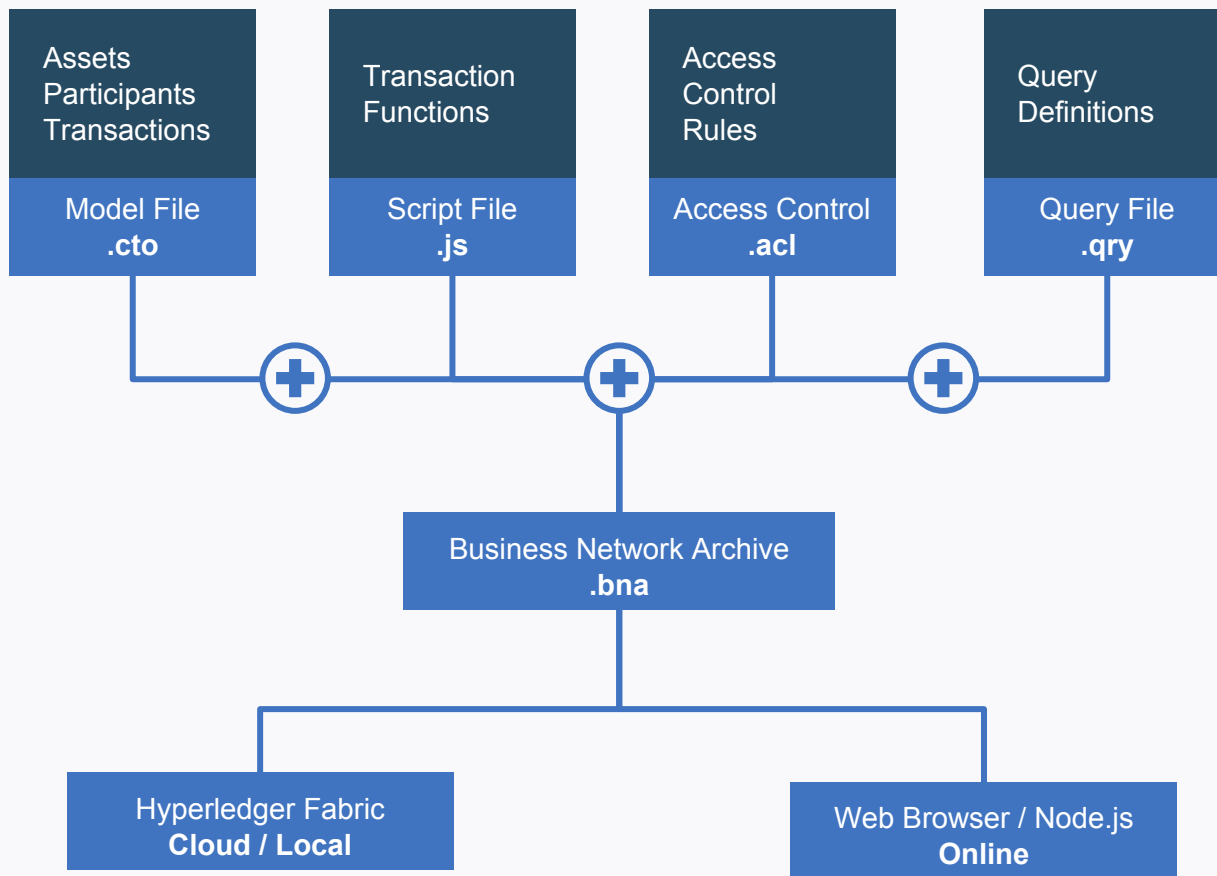 Assets
Participants
Transactions
Model File
.cto
Transaction
Functions
Script File
.js
Access
Control
Rules
Access Control
.acl
Query
Definitions
Query File
.qry
Business Network Archive
.bna
Hyperledger Fabric
Cloud / Local
Web Browser / Node.js
Online